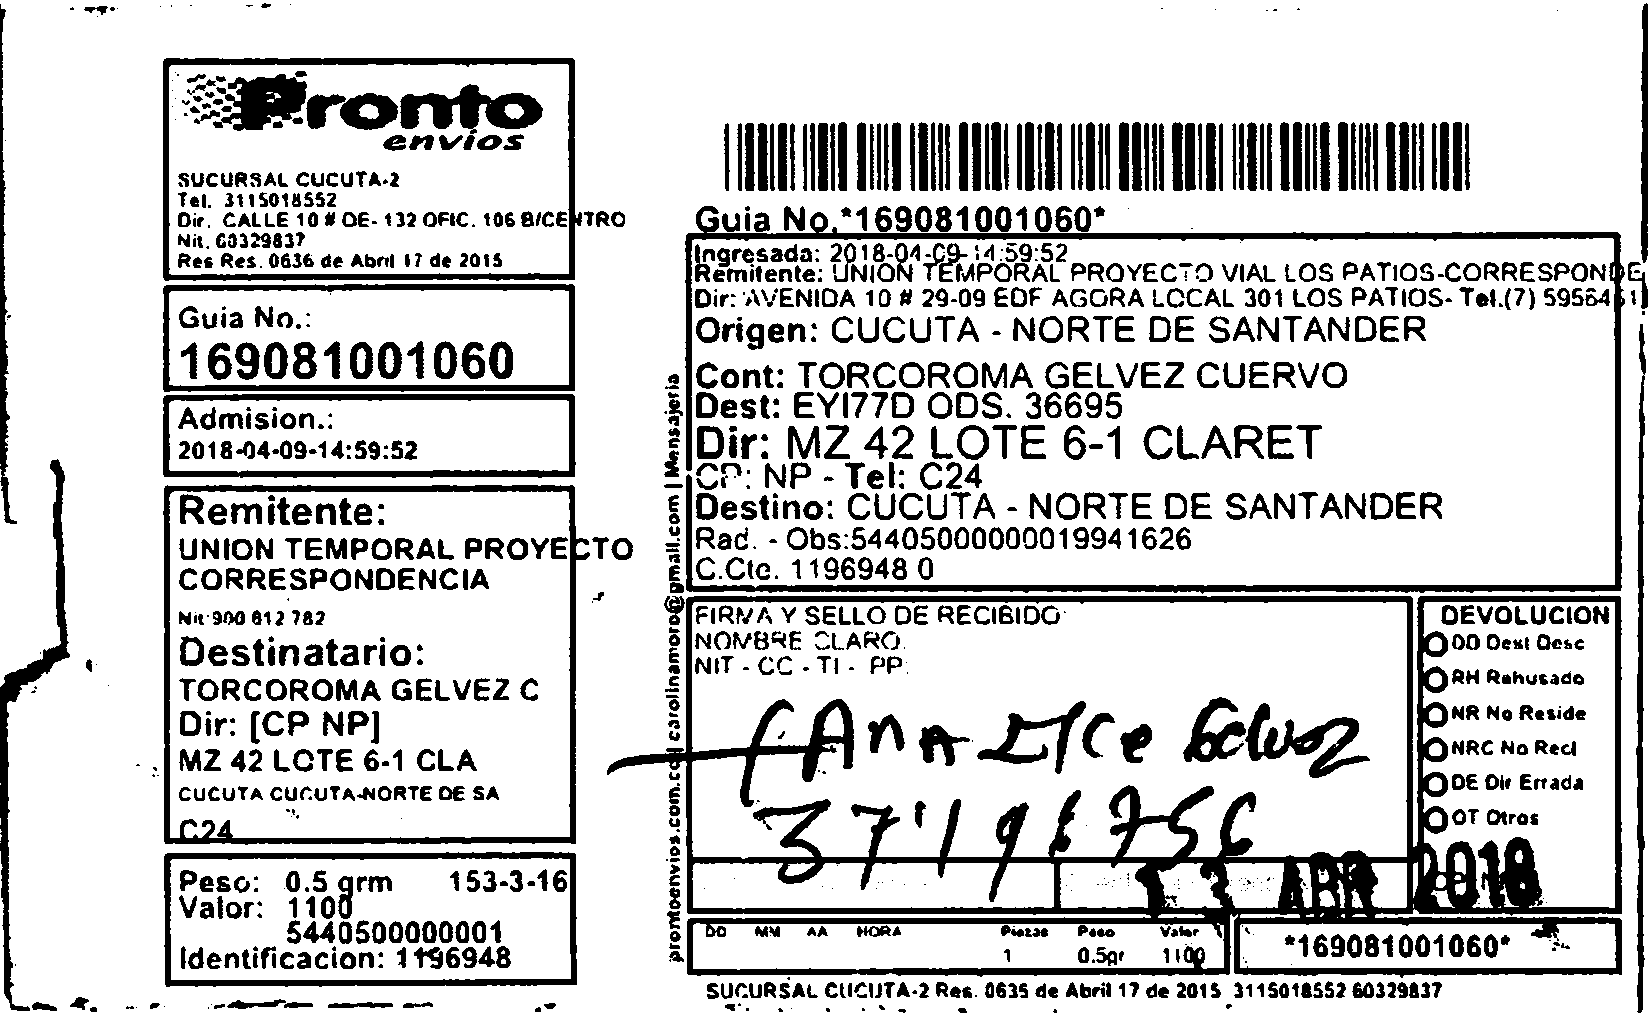 Pronto
envios
SUCURSAL CUCUTA-2
Tel. 3115018552
Dir. CALLE 10 # OE- 132 OFIC. 106 B/CENTRO
Nit. 60329837
Res Res. 0636 de Abril 17 de 2015
Guia No.:
169081001060
Admision.:
2018-04-09-14:59:52
Remitente:
UNION TEMPORAL PROYECTO
CORRESPONDENCIA
Nit:900 612 782
Destinatario:
TORCOROMA GELVEZ C
Dir: [CP NP]
MZ 42 LOTE 6-1 CLA
CUCUTA CUCUTA-NORTE DE SA
C24
Peso: 0.5 grm 153-3-16
Valor: 1100
5440500000001
Identificacion: 1196948
prontoenvios.com.co | carolinamoro@gmail.com | Mensajeria
Guia No.*169081001060*
Ingresada: 2018-04-09-14:59:52
Remitente: UNION TEMPORAL PROYECTO VIAL LOS PATIOS-CORRESPONDE
Dir: AVENIDA 10 # 29-09 EDF AGORA LOCAL 301 LOS PATIOS- Tel.(7) 5956461
Origen: CUCUTA - NORTE DE SANTANDER
Cont: TORCOROMA GELVEZ CUERVO
Dest: EYI77D ODS. 36695
Dir: MZ 42 LOTE 6-1 CLARET
CP: NP - Tel: C24
Destino: CUCUTA - NORTE DE SANTANDER
Rad. - Obs:54405000000019941626
C.Cte. 1196948 0
FIRMA Y SELLO DE RECIBIDO
NOMBRE CLARO.
NIT - CC - TI - PP.
Ana Elce Gelvez
37196756
ABR 2018
DEVOLUCION
DD Dest Desc
RH Rehusado
NR No Reside
NRC No Recl
DE Dir Errada
OT Otros
DD MM AA HORA Piezas Peso Valor
1 0.5gr 1100
*169081001060*
SUCURSAL CUCUTA-2 Res. 0635 de Abril 17 de 2015 3115018552 60329837